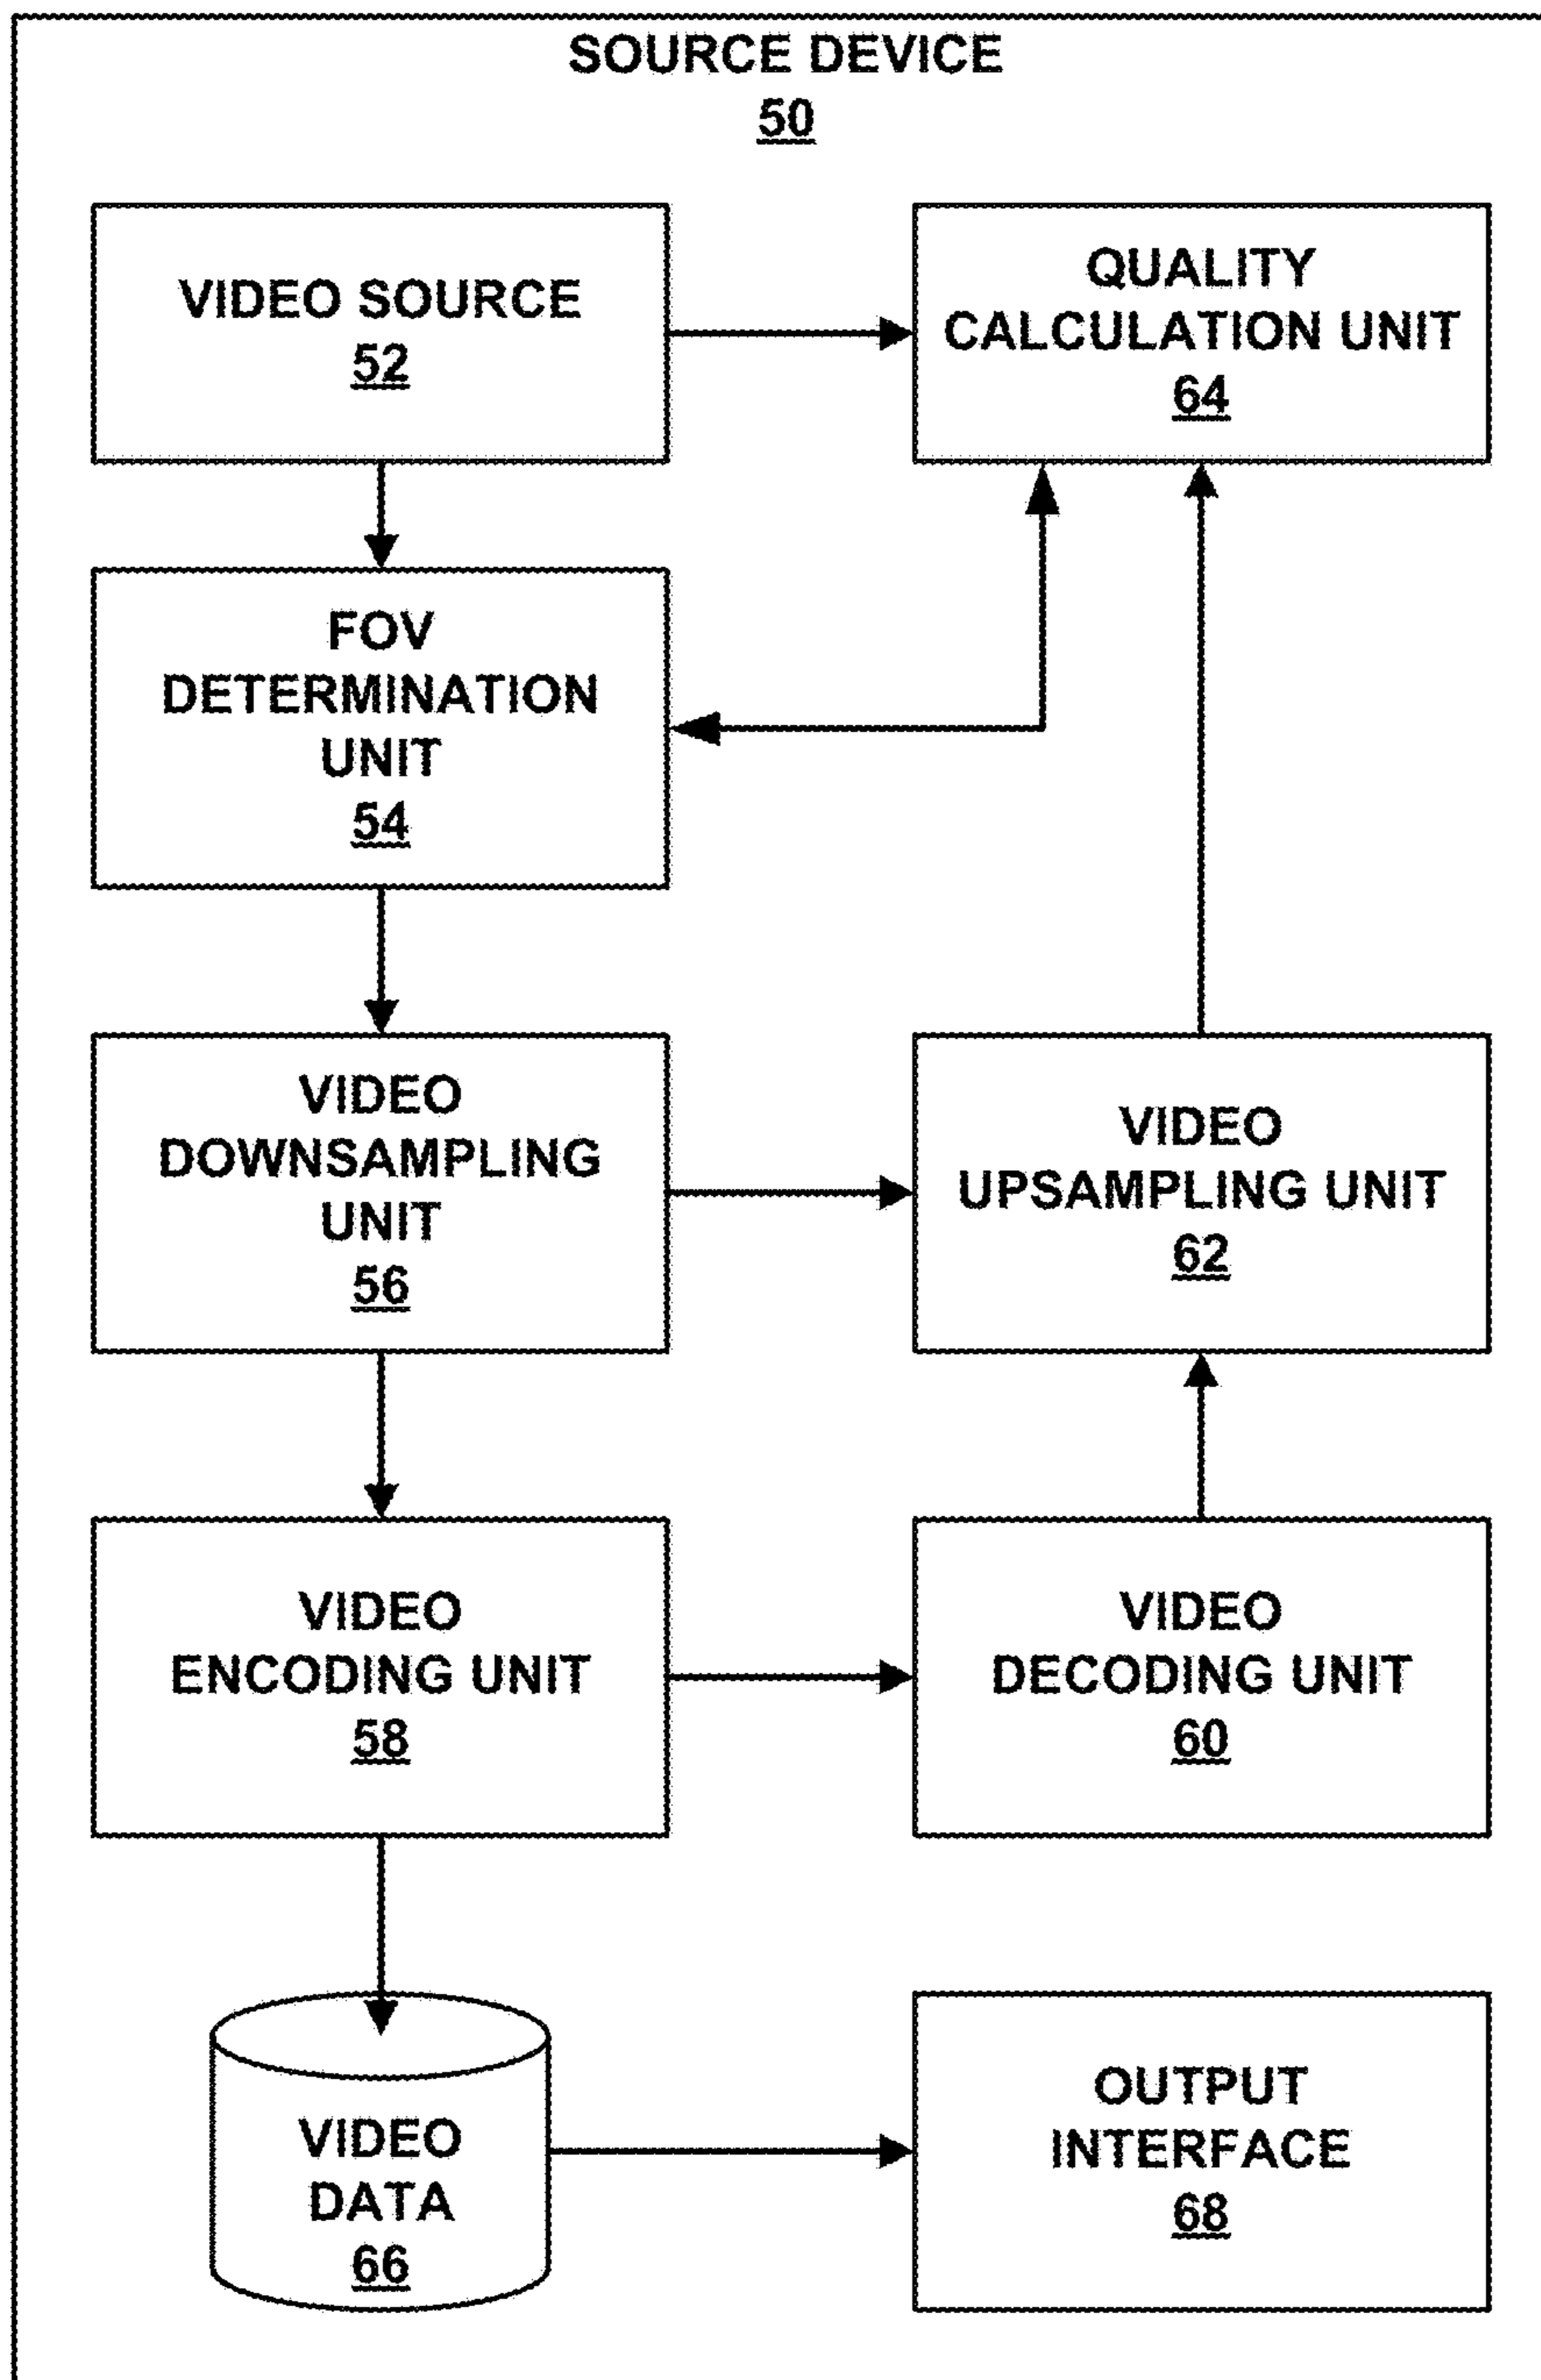 SOURCE DEVICE
50
VIDEO SOURCE
52
QUALITY
CALCULATION UNIT
64
FOV
DETERMINATION
UNIT
54
VIDEO
DOWNSAMPLING
UNIT
56
VIDEO
UPSAMPLING UNIT
62
VIDEO
ENCODING UNIT
58
VIDEO
DECODING UNIT
60
VIDEO
DATA
66
OUTPUT
INTERFACE
68